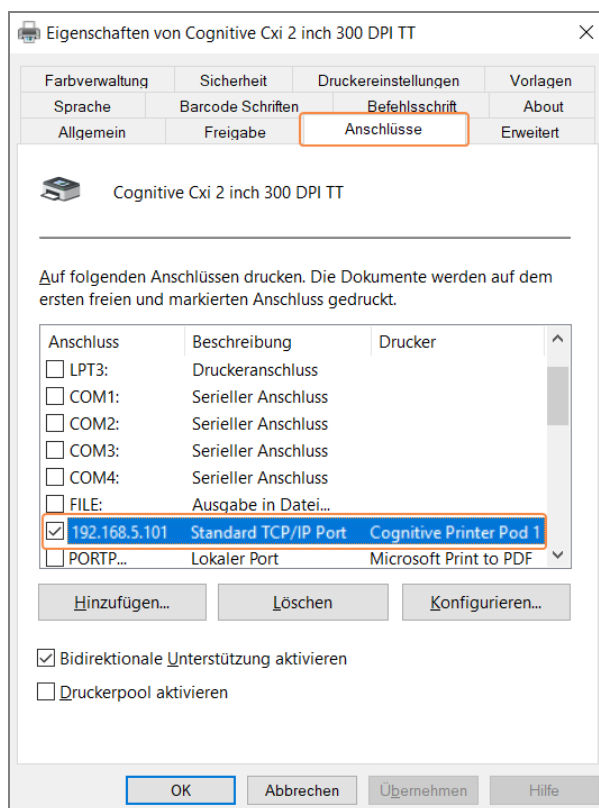 Eigenschaften von Cognitive Cxi 2 inch 300 DPI TT
Farbverwaltung Sicherheit Druckereinstellungen Vorlagen
Sprache Barcode Schriften Befehlsschrift About
Allgemein Freigabe Anschlüsse Erweitert
Cognitive Cxi 2 inch 300 DPI TT
Auf folgenden Anschlüssen drucken. Die Dokumente werden auf dem
ersten freien und markierten Anschluss gedruckt.
Anschluss Beschreibung Drucker
LPT3: Druckeranschluss
COM1: Serieller Anschluss
COM2: Serieller Anschluss
COM3: Serieller Anschluss
COM4: Serieller Anschluss
FILE: Ausgabe in Datei...
192.168.5.101 Standard TCP/IP Port Cognitive Printer Pod 1
PORTP... Lokaler Port Microsoft Print to PDF
Hinzufügen... Löschen Konfigurieren...
Bidirektionale Unterstützung aktivieren
Druckerpool aktivieren
OK Abbrechen Übernehmen Hilfe